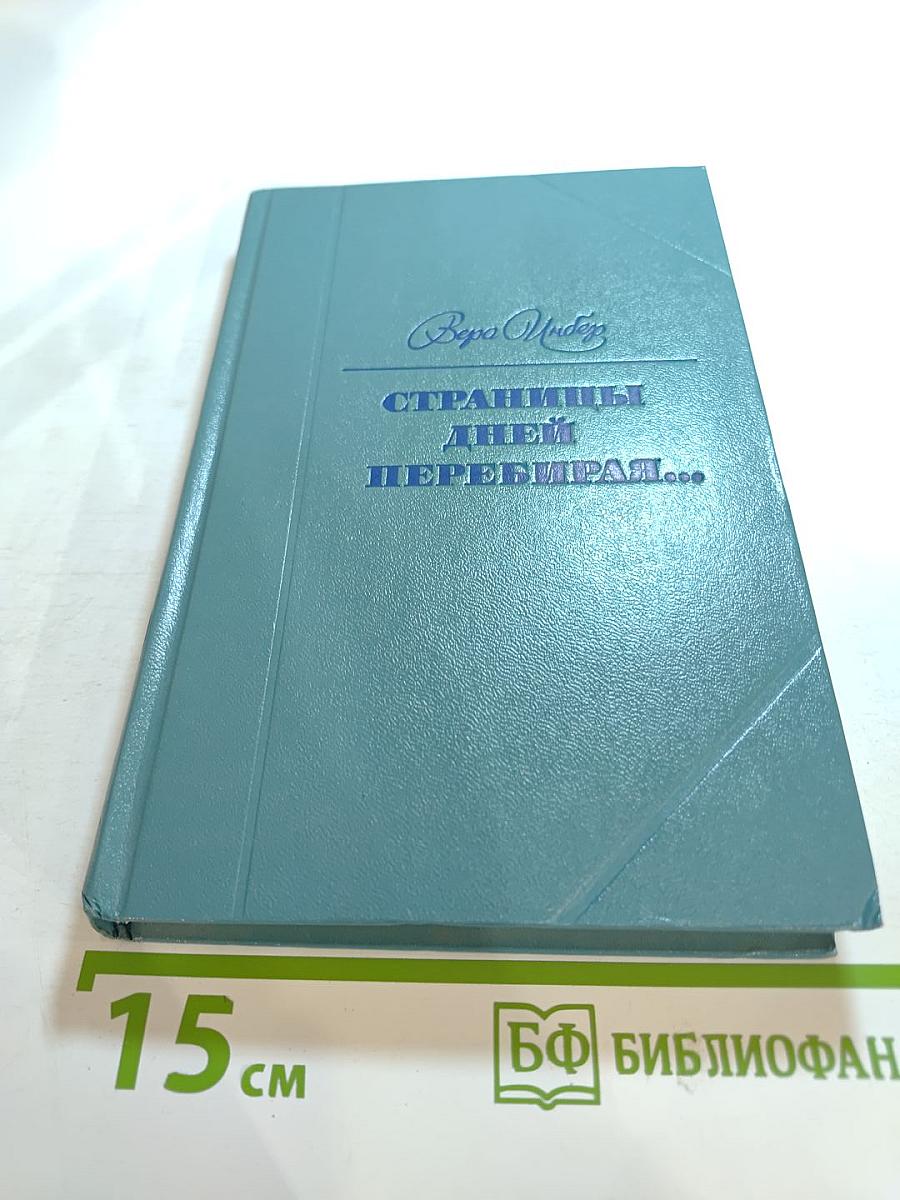 Вера Инбер
СТРАНИЦЫ
ДНЕЙ
ПЕРЕБИРАЯ...
15 см
БФ БИБЛИОФАН